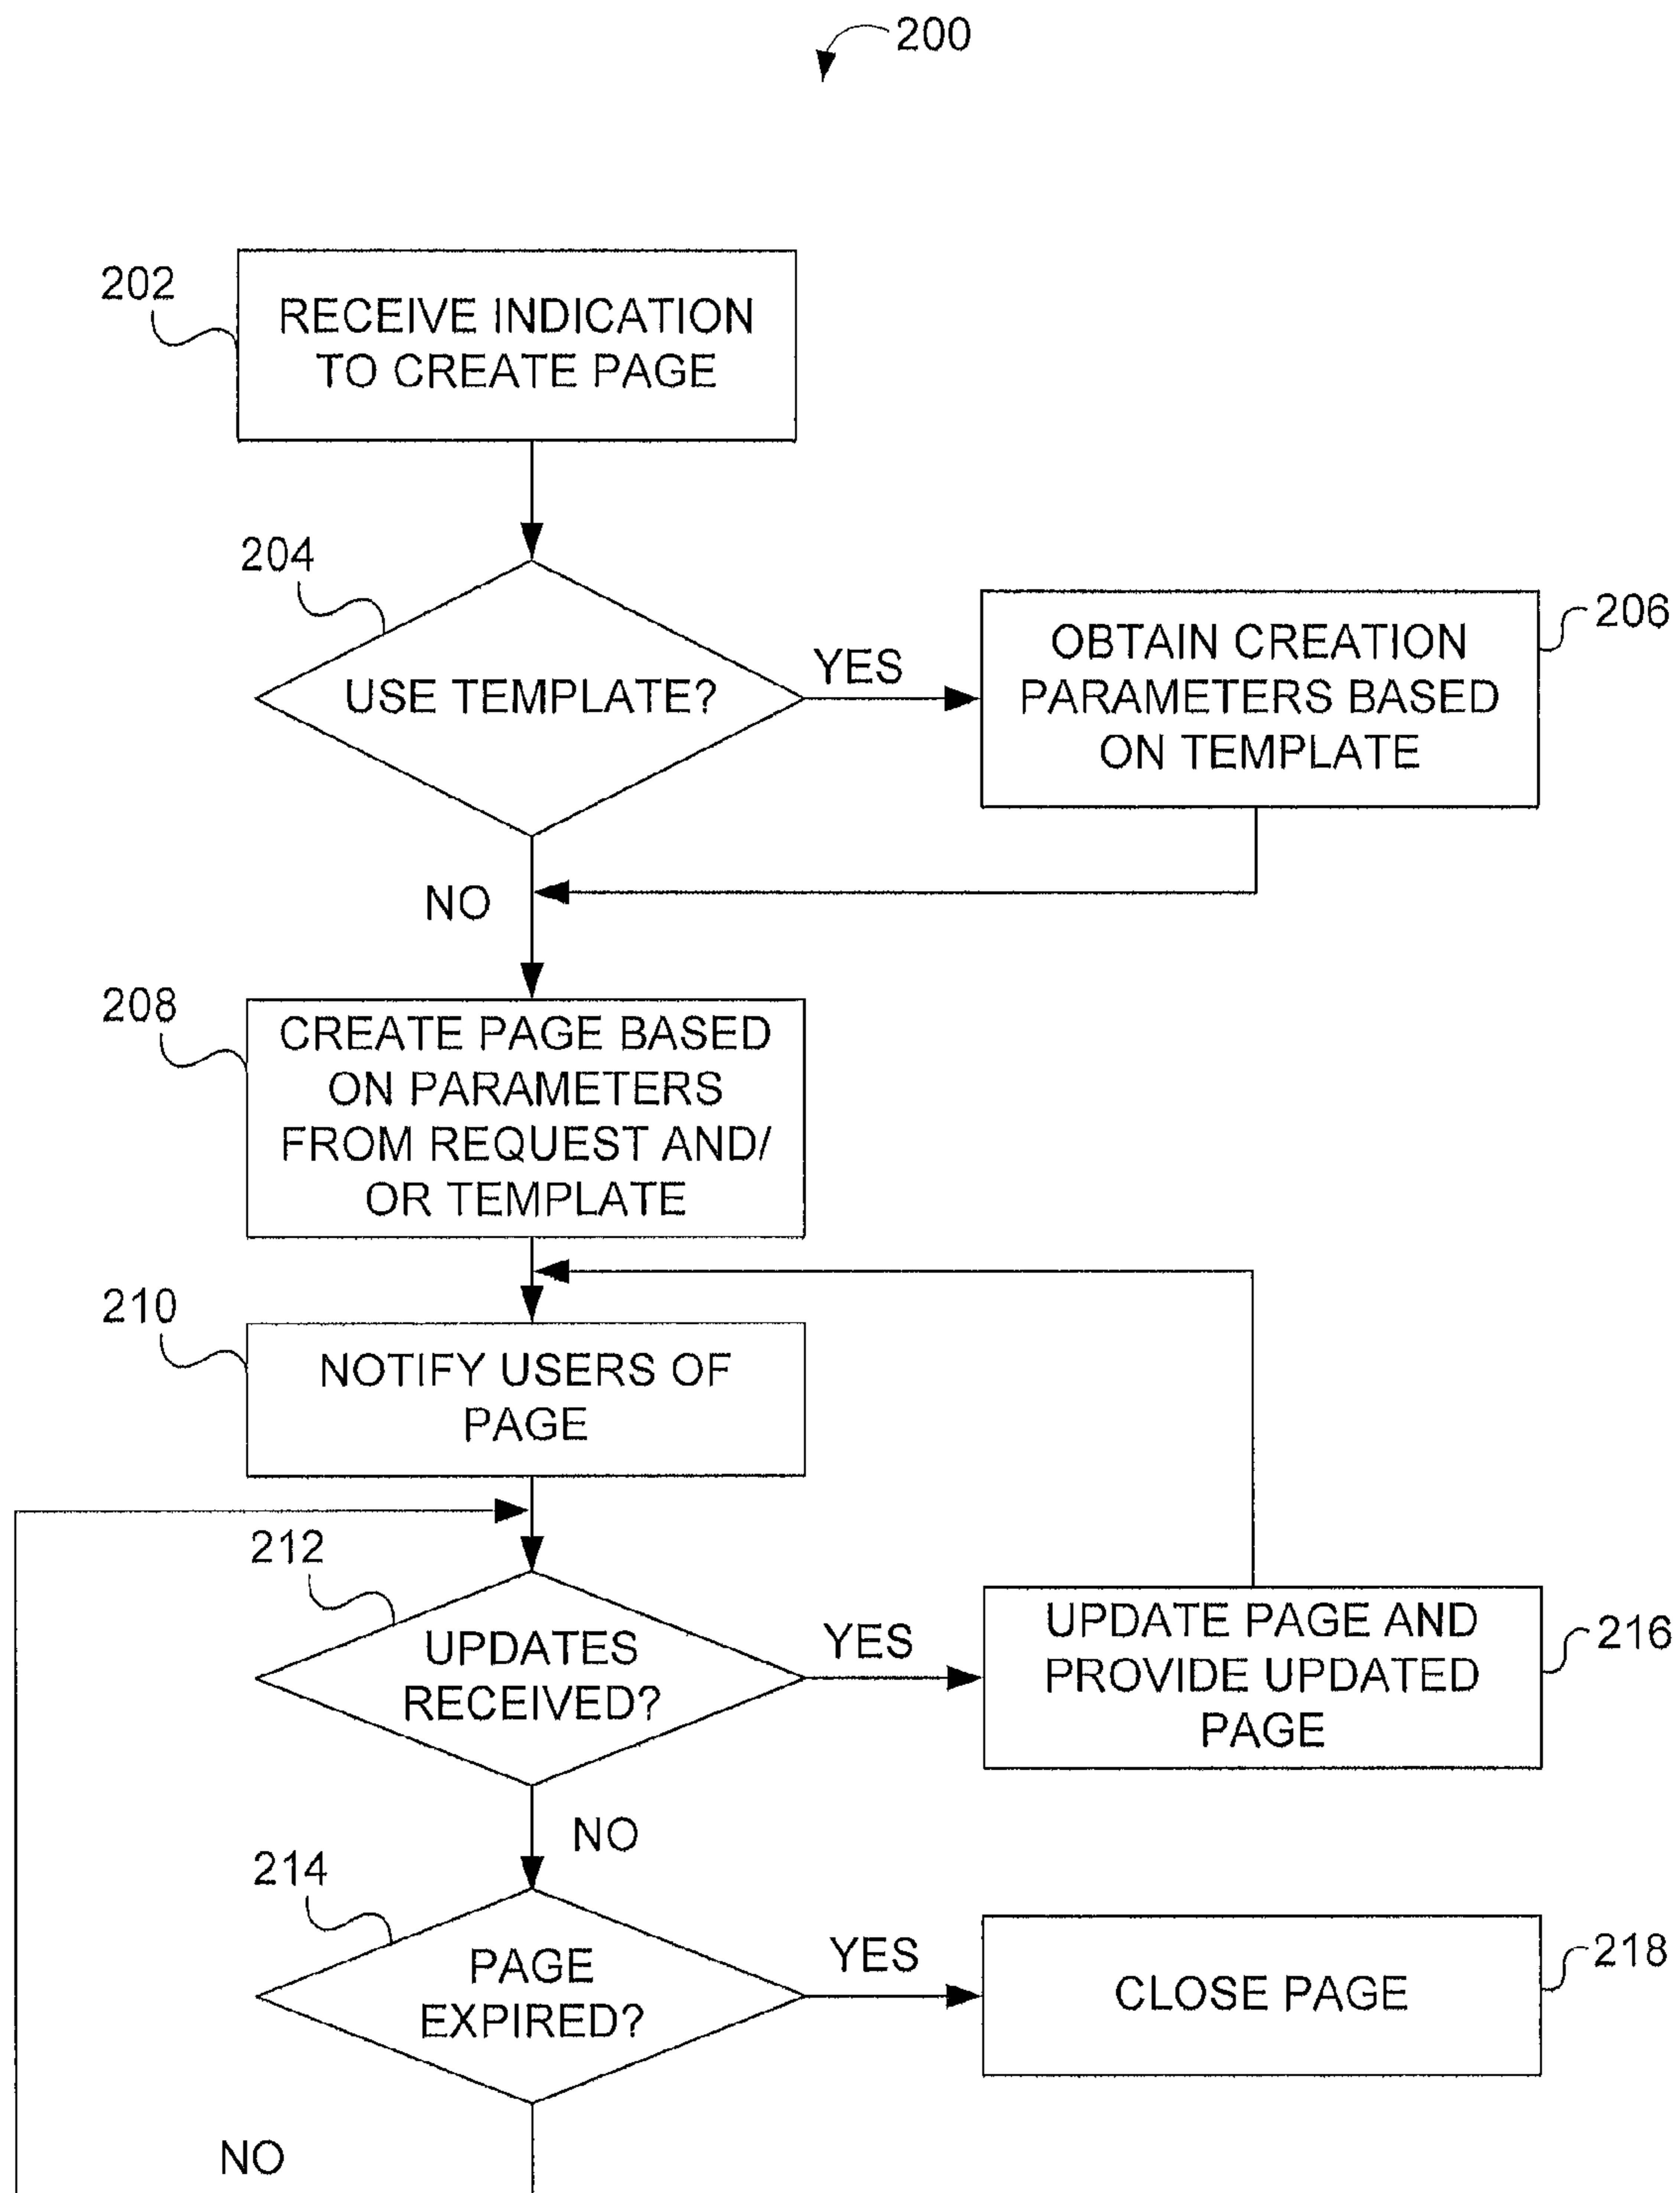 200
202
RECEIVE INDICATION
TO CREATE PAGE
204
USE TEMPLATE?
YES
206
OBTAIN CREATION
PARAMETERS BASED
ON TEMPLATE
NO
208
CREATE PAGE BASED
ON PARAMETERS
FROM REQUEST AND/
OR TEMPLATE
210
NOTIFY USERS OF
PAGE
212
UPDATES
RECEIVED?
YES
216
UPDATE PAGE AND
PROVIDE UPDATED
PAGE
NO
214
PAGE
EXPIRED?
YES
218
CLOSE PAGE
NO